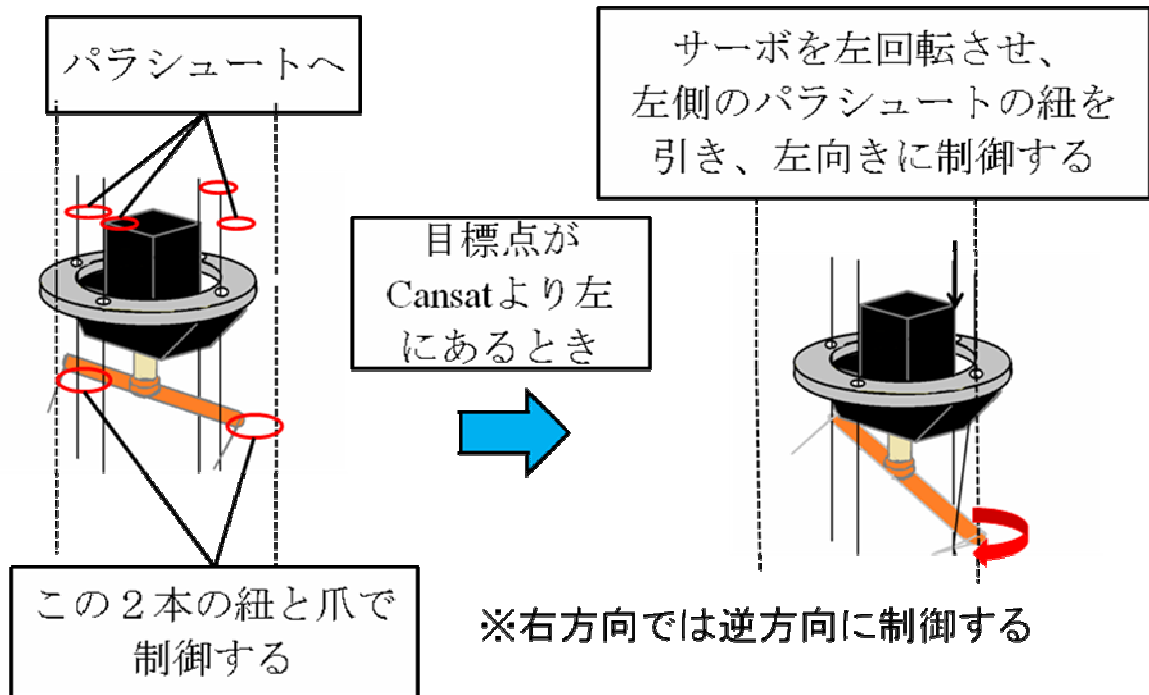 パラシュートへ
サーボを左回転させ、
左側のパラシュートの紐を
引き、左向きに制御する
目標点が
Cansatより左
にあるとき
この２本の紐と爪で
制御する
※右方向では逆方向に制御する